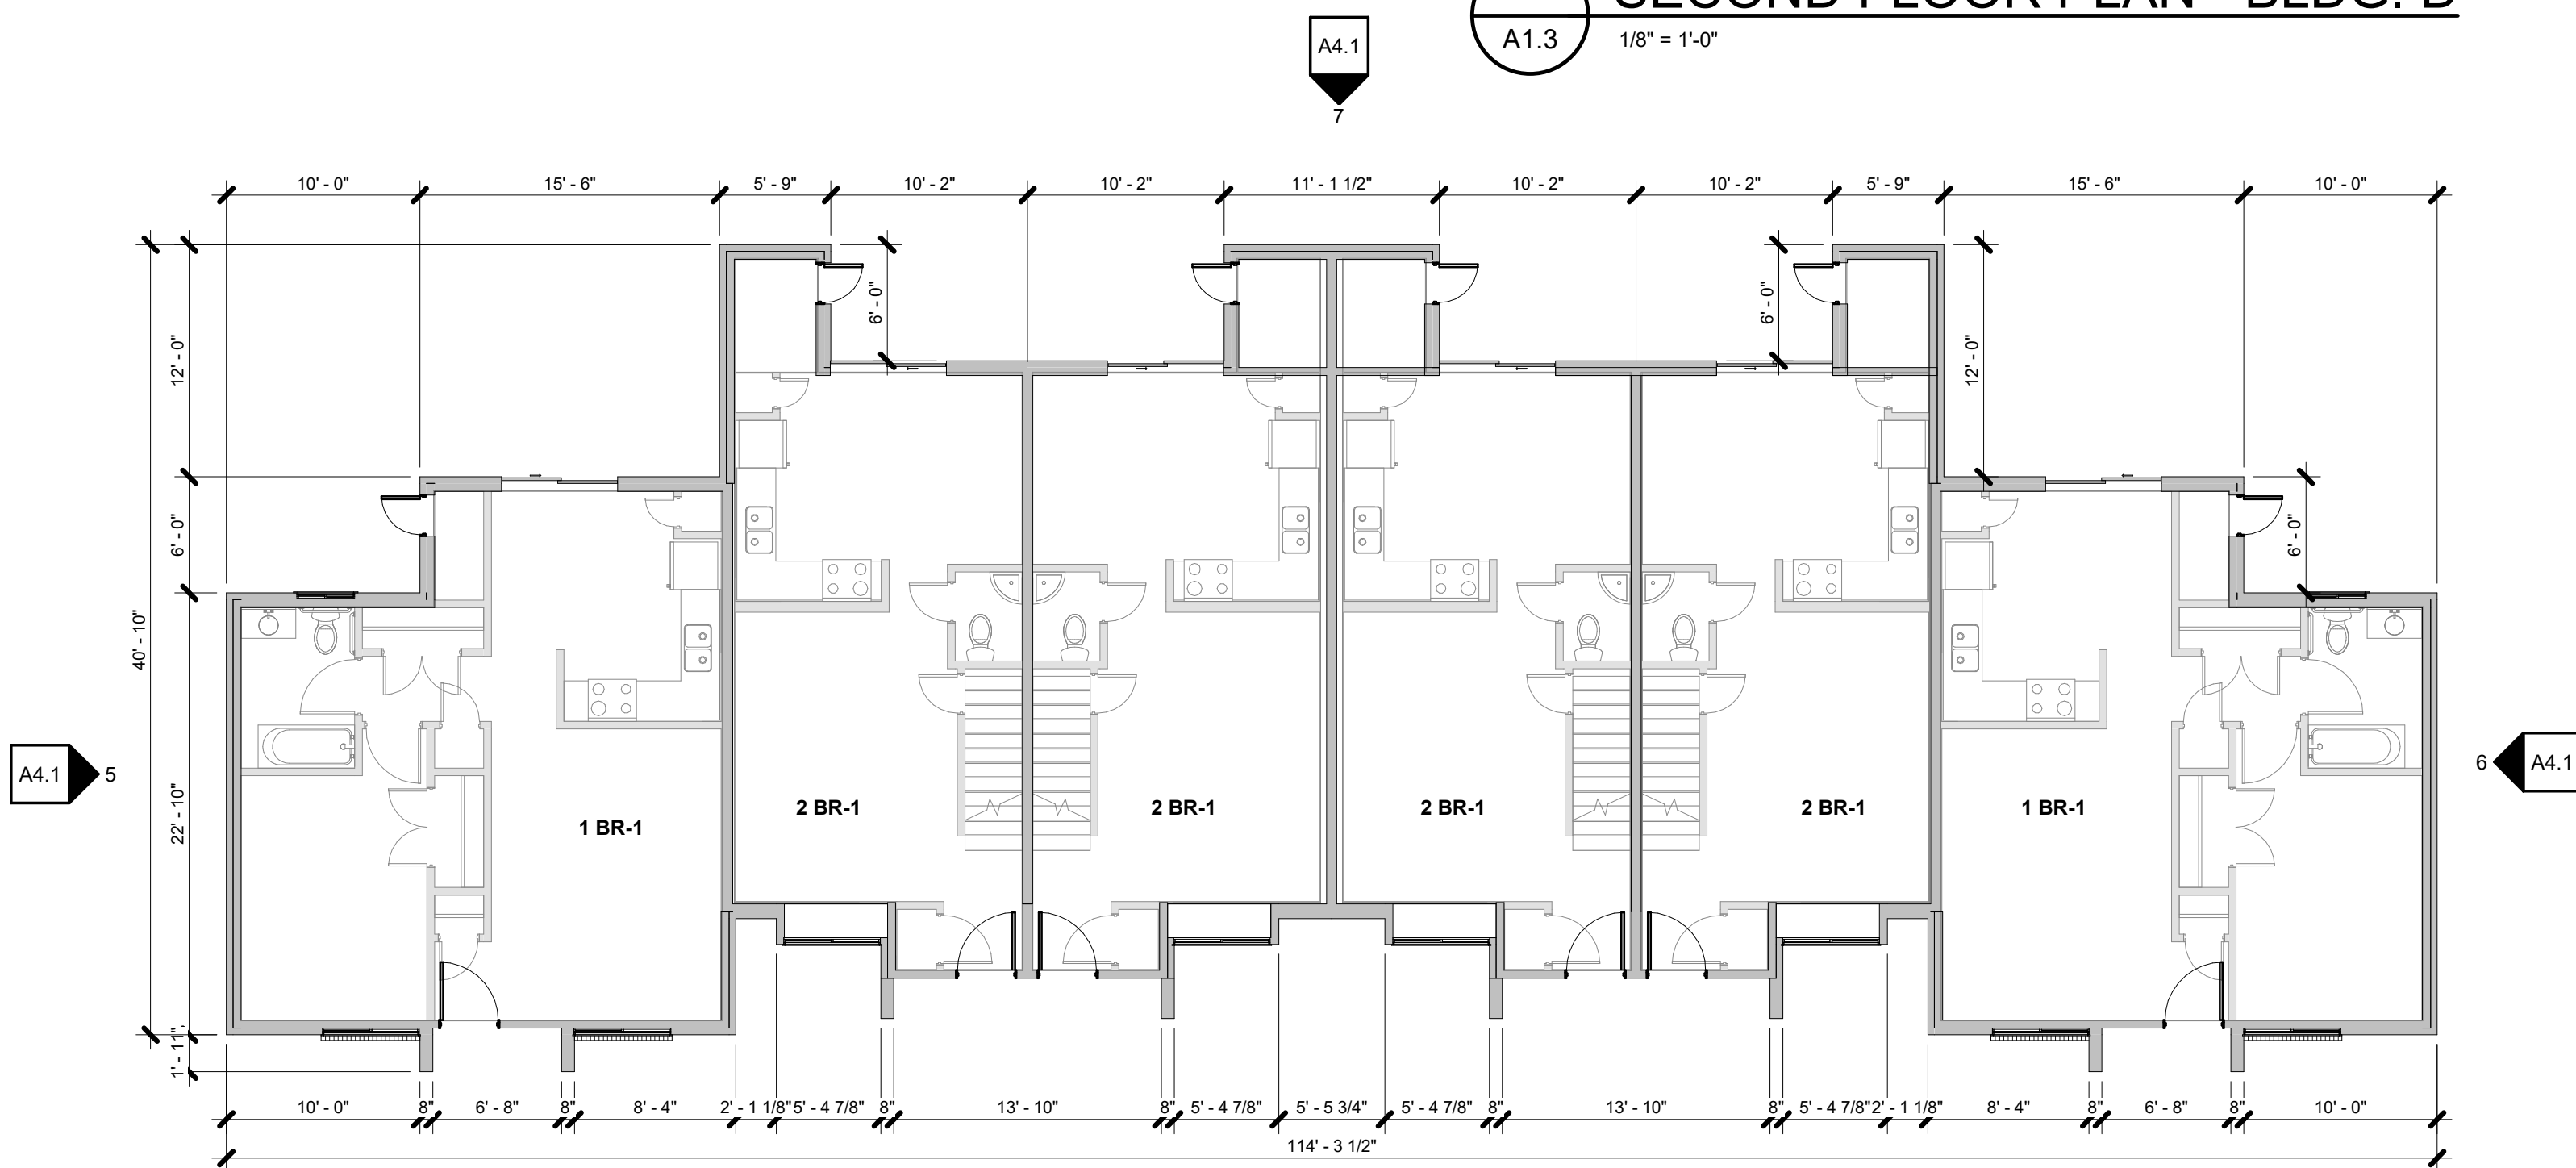 SECOND FLOOR PLAN - BLDG. B
A1.3
1/8" = 1'-0"
A4.1
7
10' - 0" 15' - 6" 5' - 9" 10' - 2" 10' - 2" 11' - 1 1/2" 10' - 2" 10' - 2" 5' - 9" 15' - 6" 10' - 0"
6' - 0" 6' - 0"
12' - 0" 12' - 0"
6' - 0" 6' - 0"
40' - 10"
22' - 10"
A4.1 5
6 A4.1
2 BR-1 2 BR-1 2 BR-1 2 BR-1
1 BR-1 1 BR-1
1' - 11"
10' - 0" 8" 6' - 8" 8" 8' - 4" 2' - 1 1/8" 5' - 4 7/8" 8" 13' - 10" 8" 5' - 4 7/8" 5' - 5 3/4" 5' - 4 7/8" 8" 13' - 10" 8" 5' - 4 7/8" 2' - 1 1/8" 8' - 4" 8" 6' - 8" 8" 10' - 0"
114' - 3 1/2"